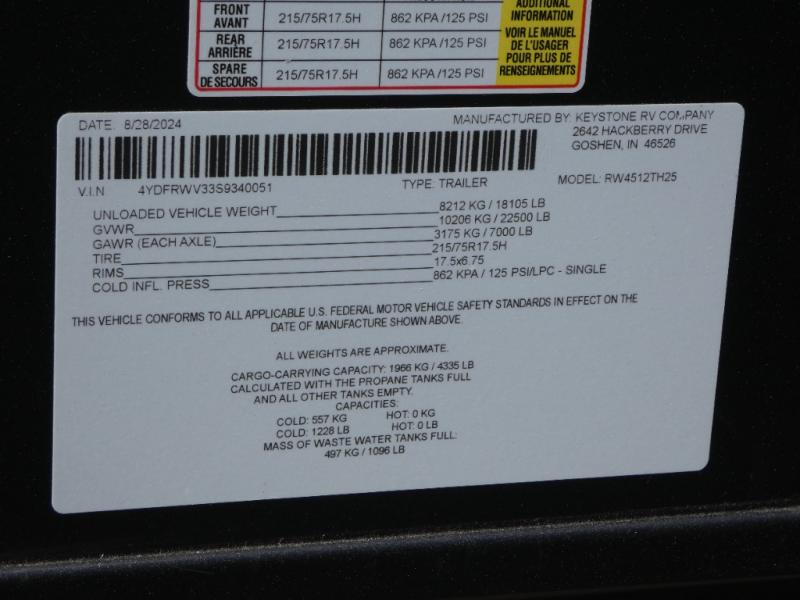 ADDITIONAL
INFORMATION
VOIR LE MANUEL
DE L'USAGER
POUR PLUS DE
RENSEIGNEMENTS
FRONT
AVANT
215/75R17.5H
862 KPA /125 PSI
REAR
ARRIÈRE
215/75R17.5H
862 KPA /125 PSI
SPARE
DE SECOURS
215/75R17.5H
862 KPA /125 PSI
DATE: 8/28/2024
MANUFACTURED BY: KEYSTONE RV COMPANY
2642 HACKBERRY DRIVE
GOSHEN, IN 46526
V.I.N 4YDFRWV33S9340051 TYPE: TRAILER MODEL: RW4512TH25
UNLOADED VEHICLE WEIGHT 8212 KG / 18105 LB
GVWR 10206 KG / 22500 LB
GAWR (EACH AXLE) 3175 KG / 7000 LB
TIRE 215/75R17.5H
RIMS 17.5x6.75
COLD INFL. PRESS 862 KPA / 125 PSI/LPC - SINGLE
THIS VEHICLE CONFORMS TO ALL APPLICABLE U.S. FEDERAL MOTOR VEHICLE SAFETY STANDARDS IN EFFECT ON THE
DATE OF MANUFACTURE SHOWN ABOVE.
ALL WEIGHTS ARE APPROXIMATE.
CARGO-CARRYING CAPACITY: 1966 KG / 4335 LB
CALCULATED WITH THE PROPANE TANKS FULL
AND ALL OTHER TANKS EMPTY.
CAPACITIES:
COLD: 557 KG HOT: 0 KG
COLD: 1228 LB HOT: 0 LB
MASS OF WASTE WATER TANKS FULL:
497 KG / 1096 LB